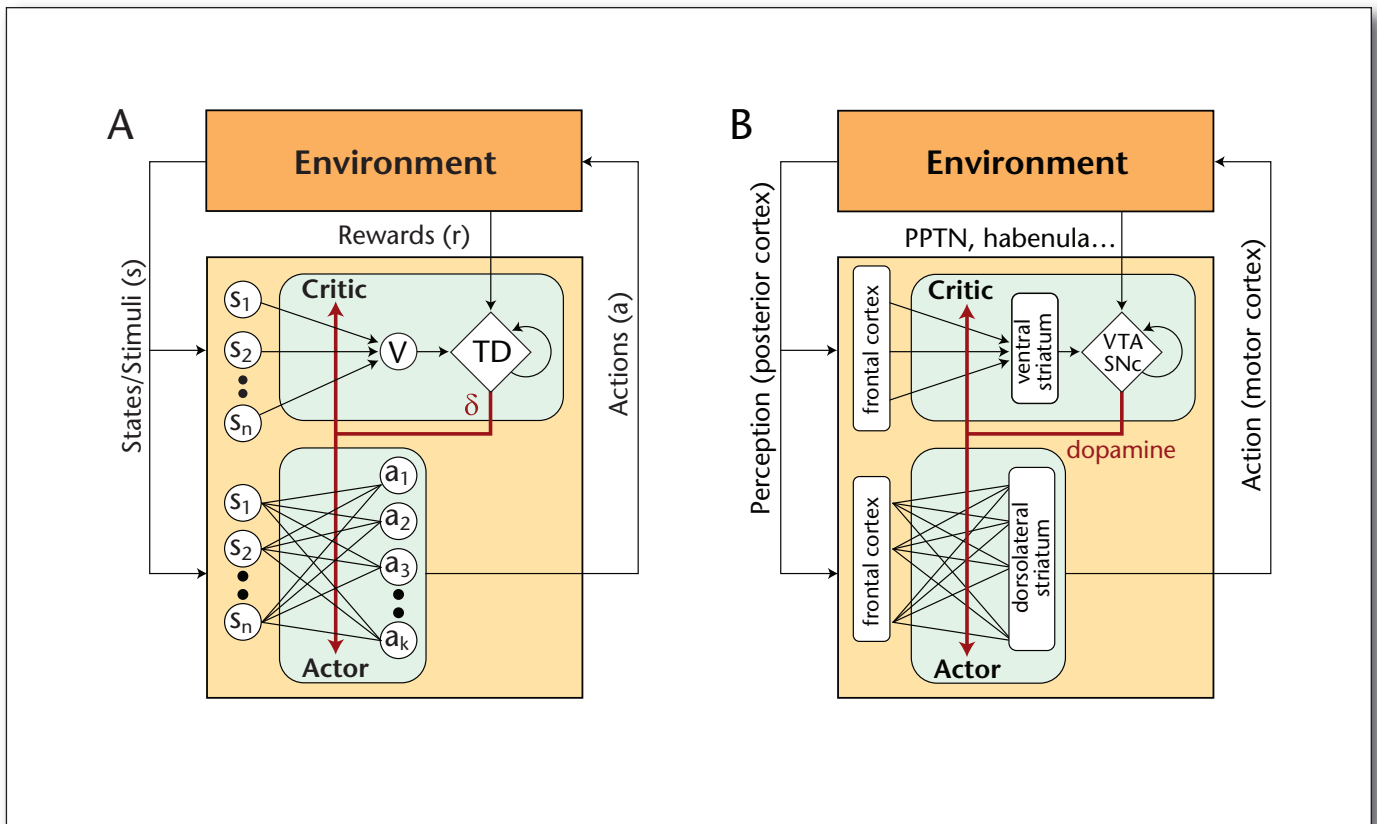 A
Environment
Rewards (r)
States/Stimuli (s)
Actions (a)
Critic
s1
s2
sn
V
TD
δ
s1
s2
sn
a1
a2
a3
ak
Actor
B
Environment
PPTN, habenula...
Perception (posterior cortex)
Action (motor cortex)
Critic
frontal cortex
ventral
striatum
VTA
SNc
dopamine
frontal cortex
dorsolateral
striatum
Actor